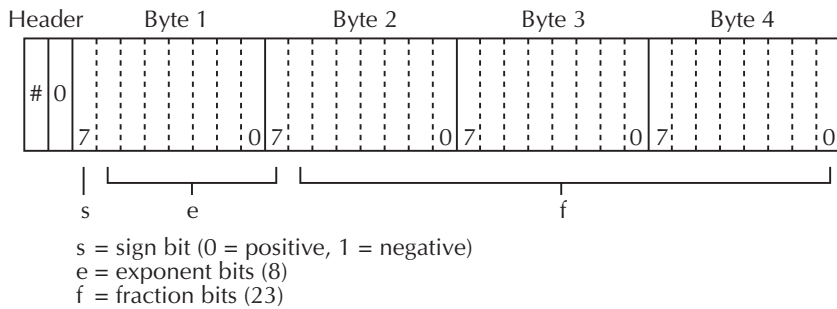 Header Byte 1 Byte 2 Byte 3 Byte 4
# 0
7 0 7 0 7 0 7 0
s e f
s = sign bit (0 = positive, 1 = negative)
e = exponent bits (8)
f = fraction bits (23)